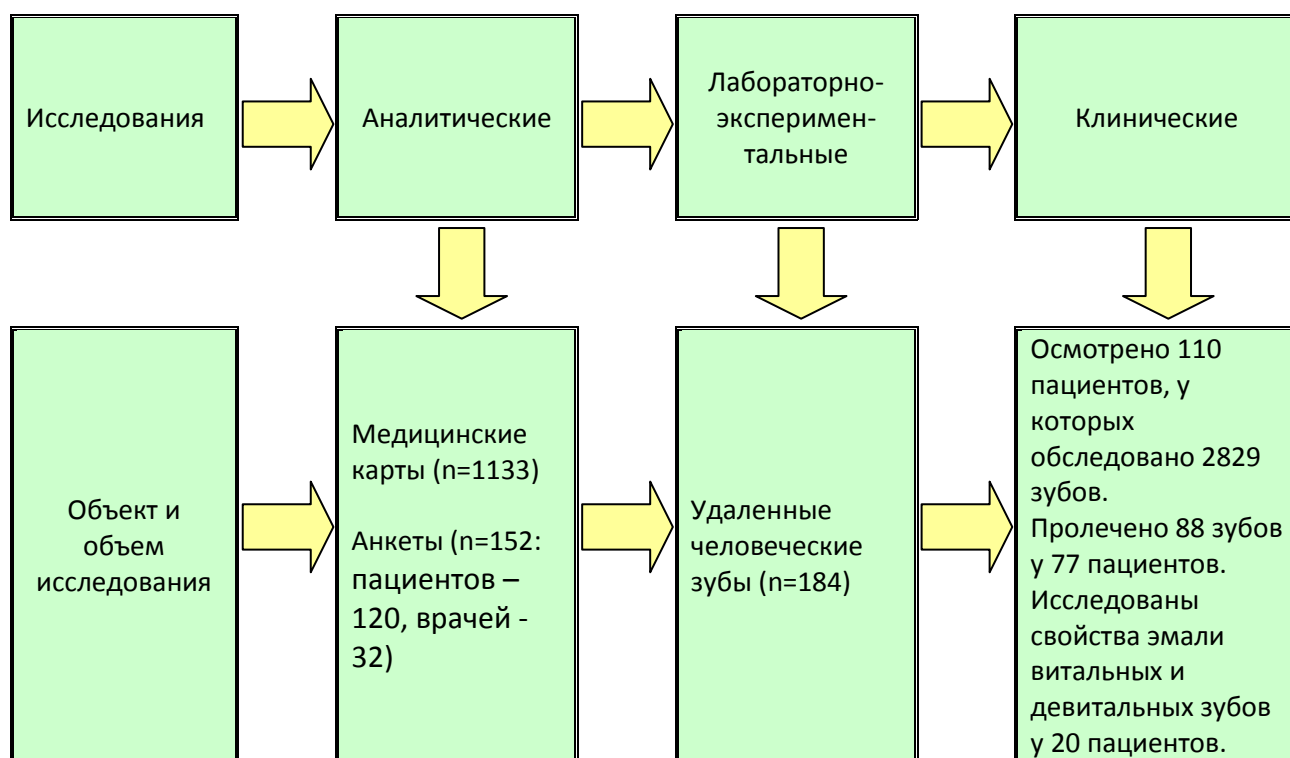 Исследования
Аналитические
Лабораторно-
эксперимен-
тальные
Клинические
Объект и
объем
исследования
Медицинские
карты (n=1133)
Анкеты (n=152:
пациентов –
120, врачей -
32)
Удаленные
человеческие
зубы (n=184)
Осмотрено 110
пациентов, у
которых
обследовано 2829
зубов.
Пролечено 88 зубов
у 77 пациентов.
Исследованы
свойства эмали
витальных и
девитальных зубов
у 20 пациентов.